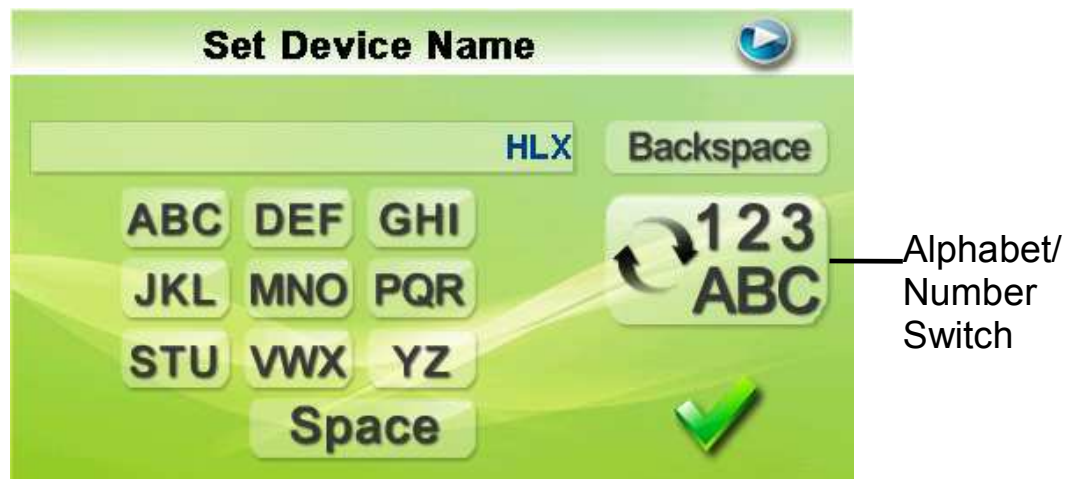 Set Device Name
HLX
Backspace
ABC DEF GHI
123
ABC
JKL MNO PQR
STU VWX YZ
Space
Alphabet/
Number
Switch